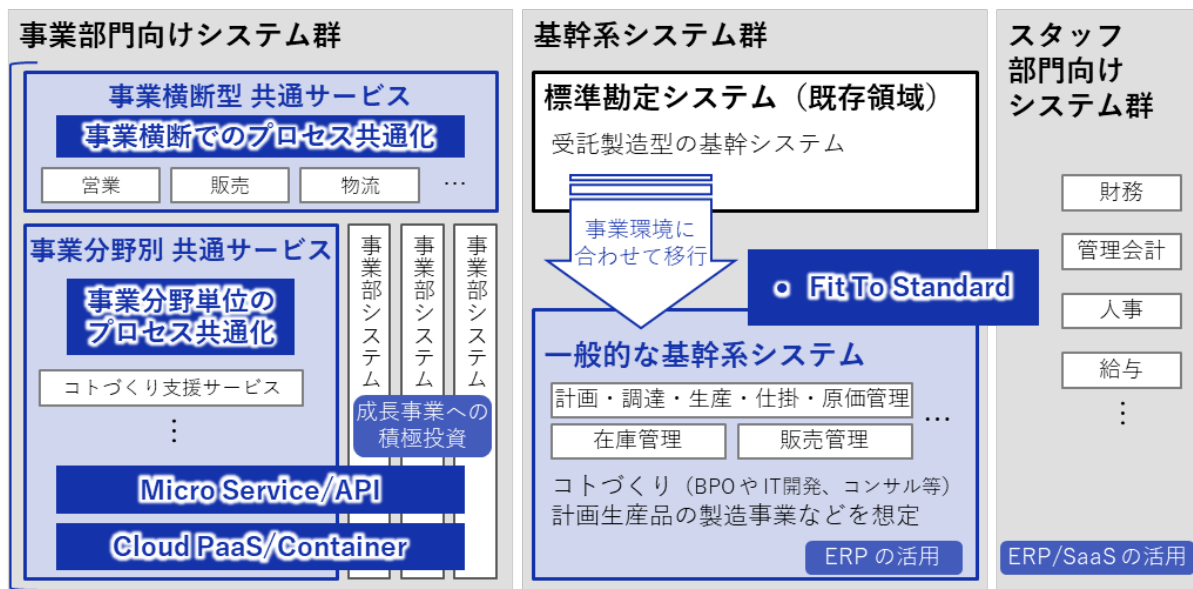 事業部門向けシステム群
事業横断型 共通サービス
事業横断でのプロセス共通化
営業
販売
物流
…
事業分野別 共通サービス
事業分野単位の
プロセス共通化
コトづくり支援サービス
…
事業部システム
事業部システム
事業部システム
成長事業への
積極投資
Micro Service/API
Cloud PaaS/Container
基幹系システム群
標準勘定システム（既存領域）
受託製造型の基幹システム
事業環境に
合わせて移行
• Fit To Standard
一般的な基幹系システム
計画・調達・生産・仕掛・原価管理
在庫管理
販売管理
…
コトづくり（BPOやIT開発、コンサル等）
計画生産品の製造事業などを想定
ERP の活用
スタッフ
部門向け
システム群
財務
管理会計
人事
給与
…
ERP/SaaS の活用